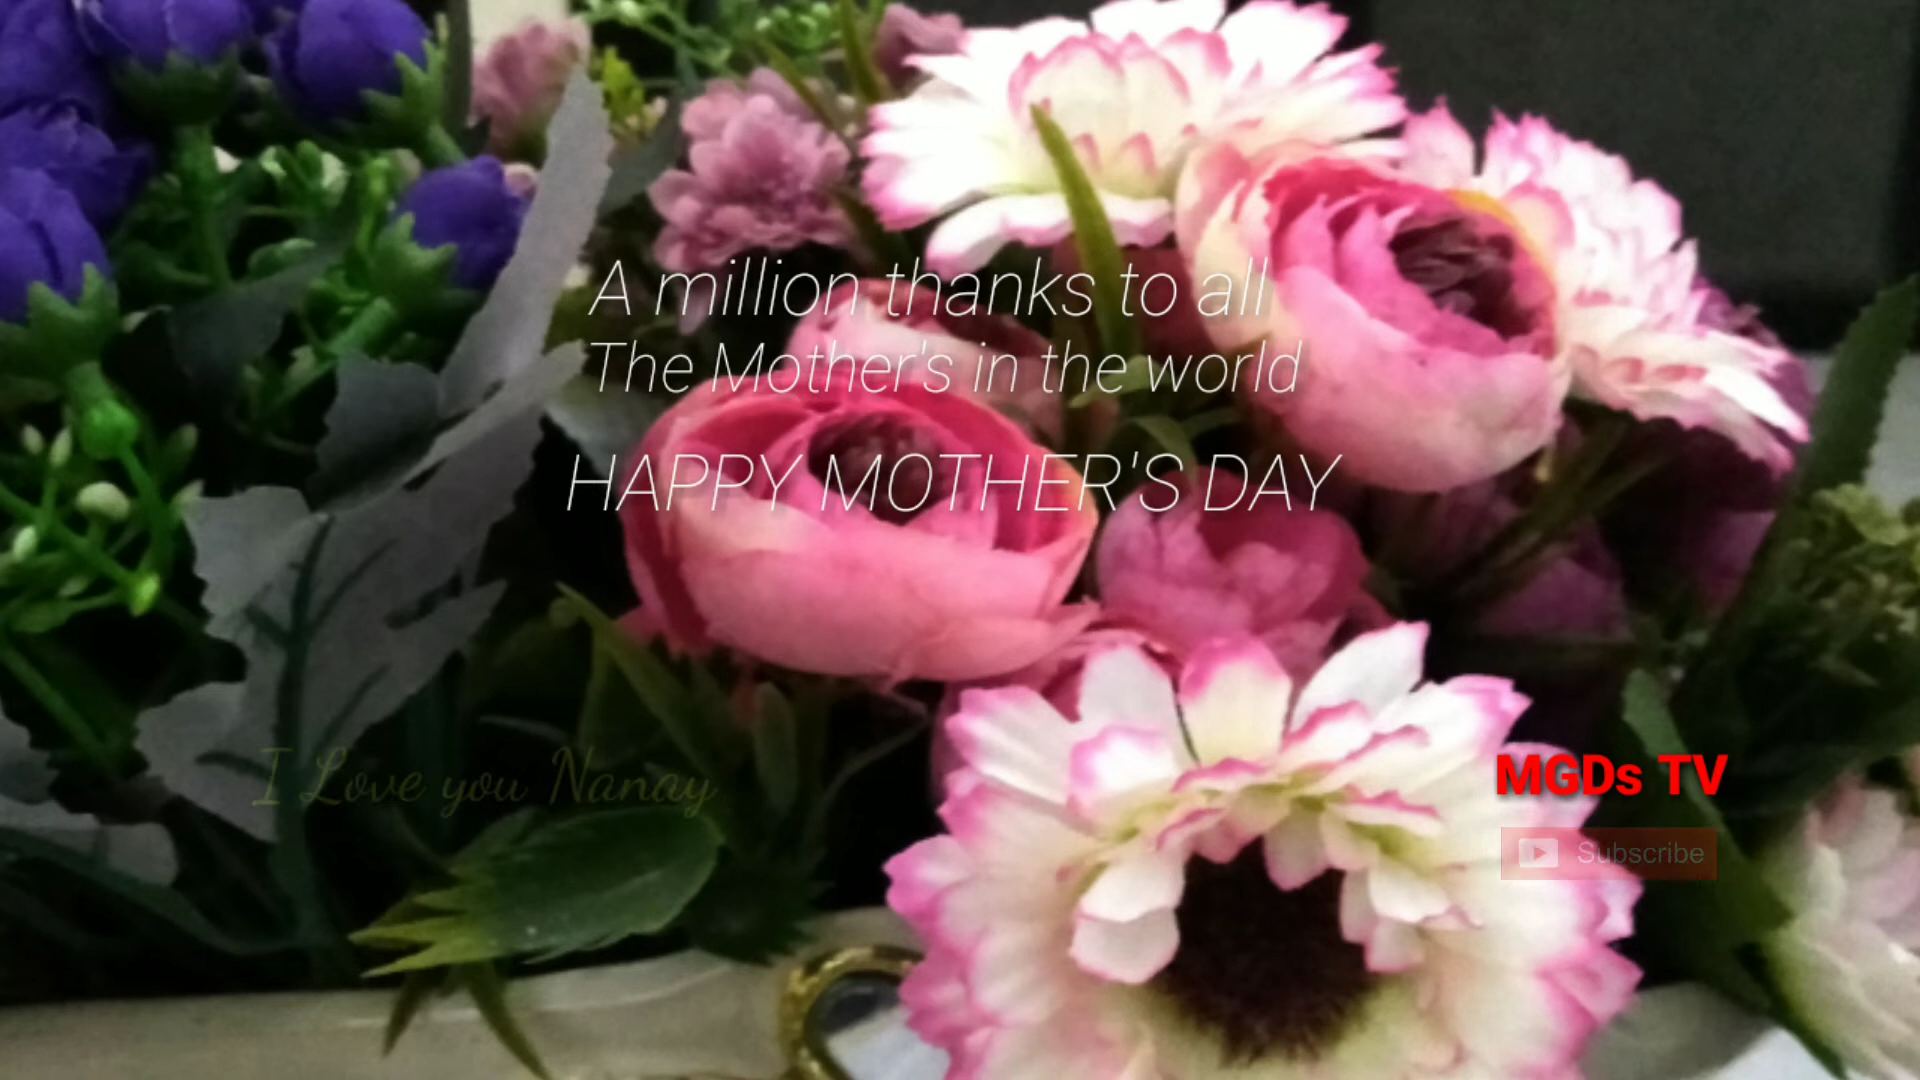 A million thanks to all
The Mother's in the world
HAPPY MOTHER'S DAY
I Love you Nanay
MGDs TV
Subscribe